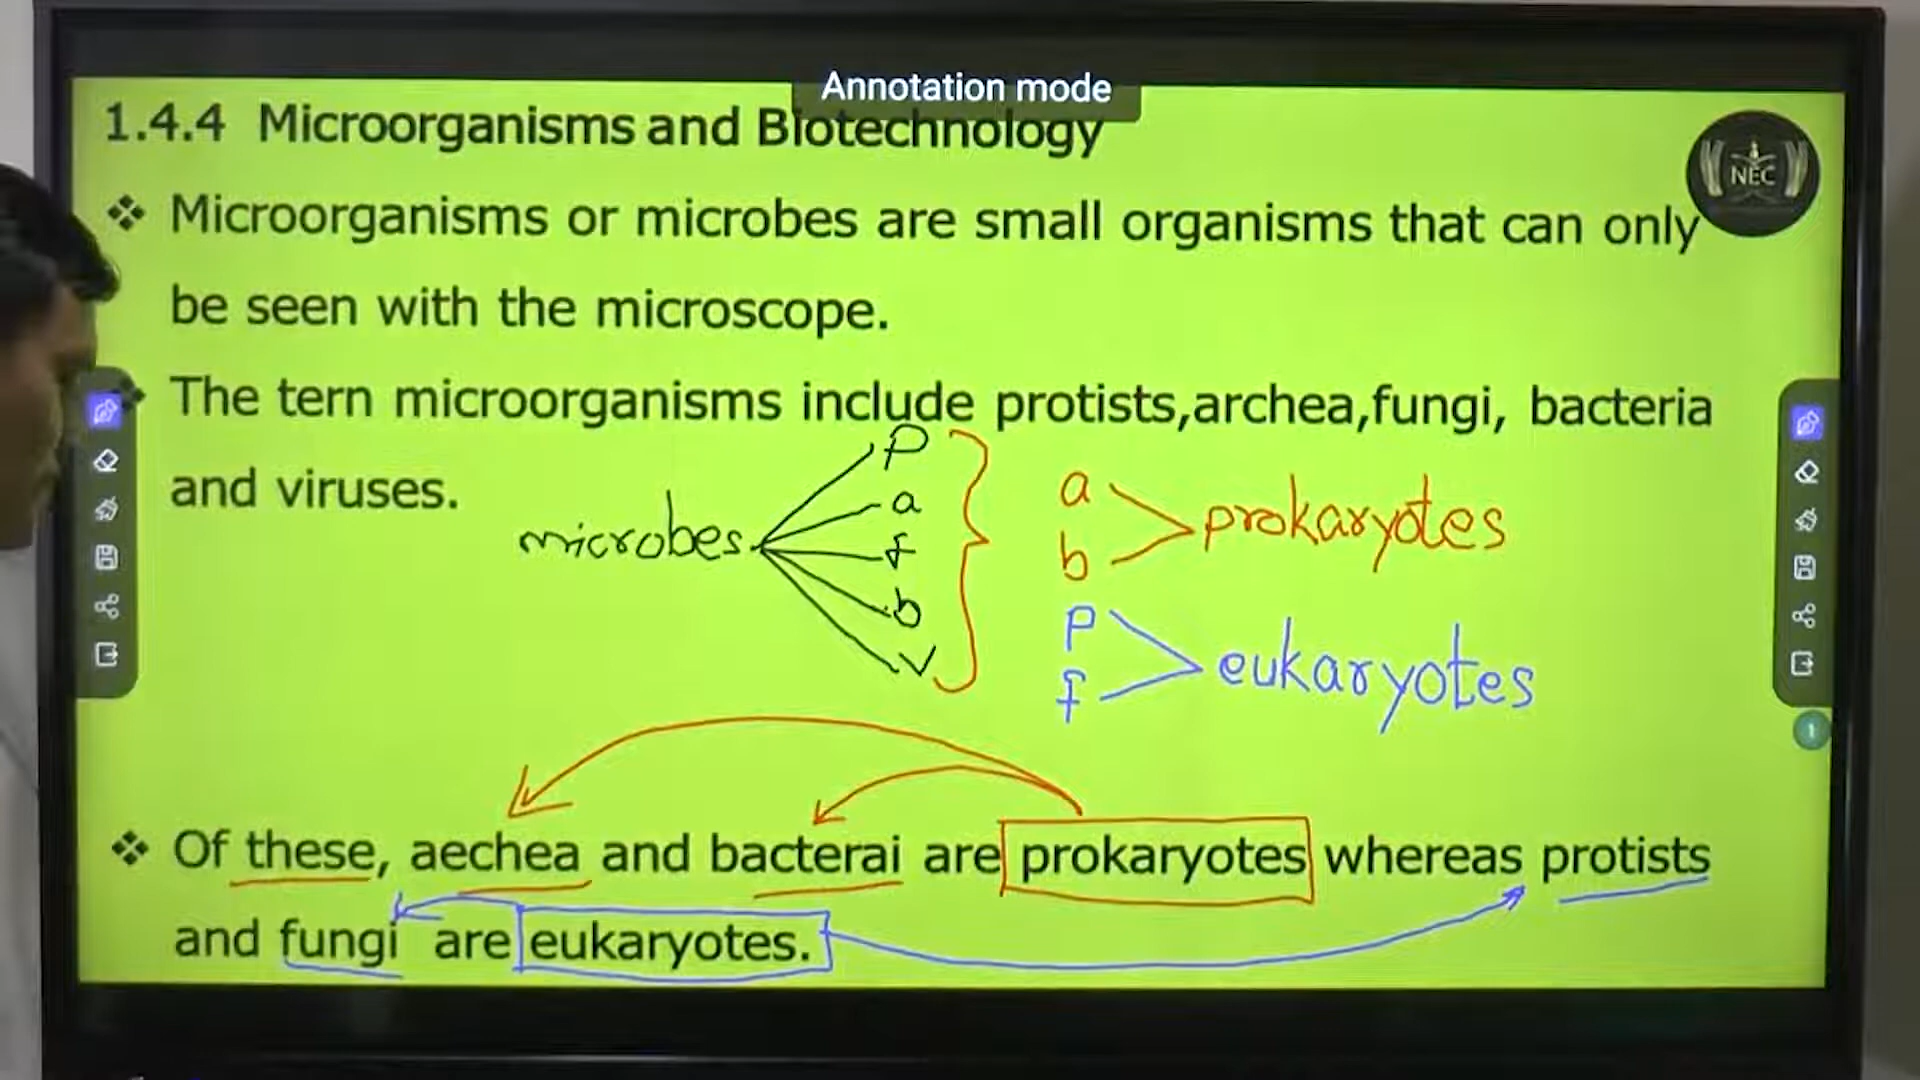 Annotation mode
1.4.4 Microorganisms and Biotechnology
NEC
❖ Microorganisms or microbes are small organisms that can only
be seen with the microscope.
❖ The tern microorganisms include protists,archea,fungi, bacteria
and viruses.
microbes
p
a
f
b
v
a
b
prokaryotes
p
f
eukaryotes
1
❖ Of these, aechea and bacterai are prokaryotes whereas protists
and fungi are eukaryotes.